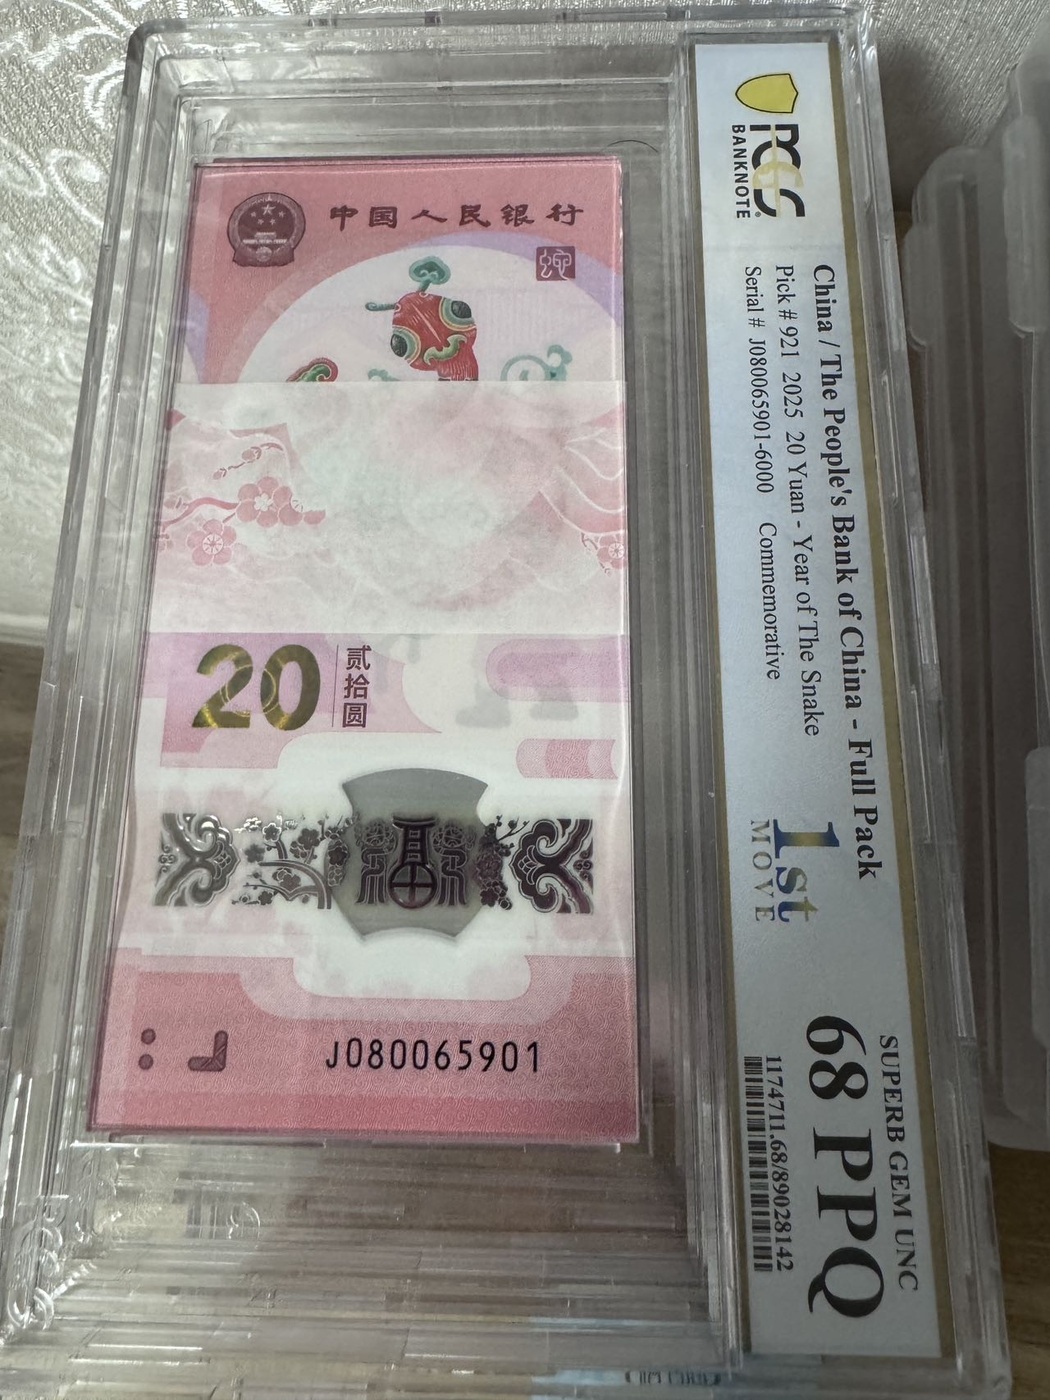 中国人民银行
20
贰拾圆
J080065901
PCGS
BANKNOTE
China / The People's Bank of China - Full Pack
Pick # 921 2025 20 Yuan - Year of The Snake
Serial # J080065901-6000 Commemorative
1st
MOVE
SUPERB GEM UNC
68 PPQ
1174711.68/89028142